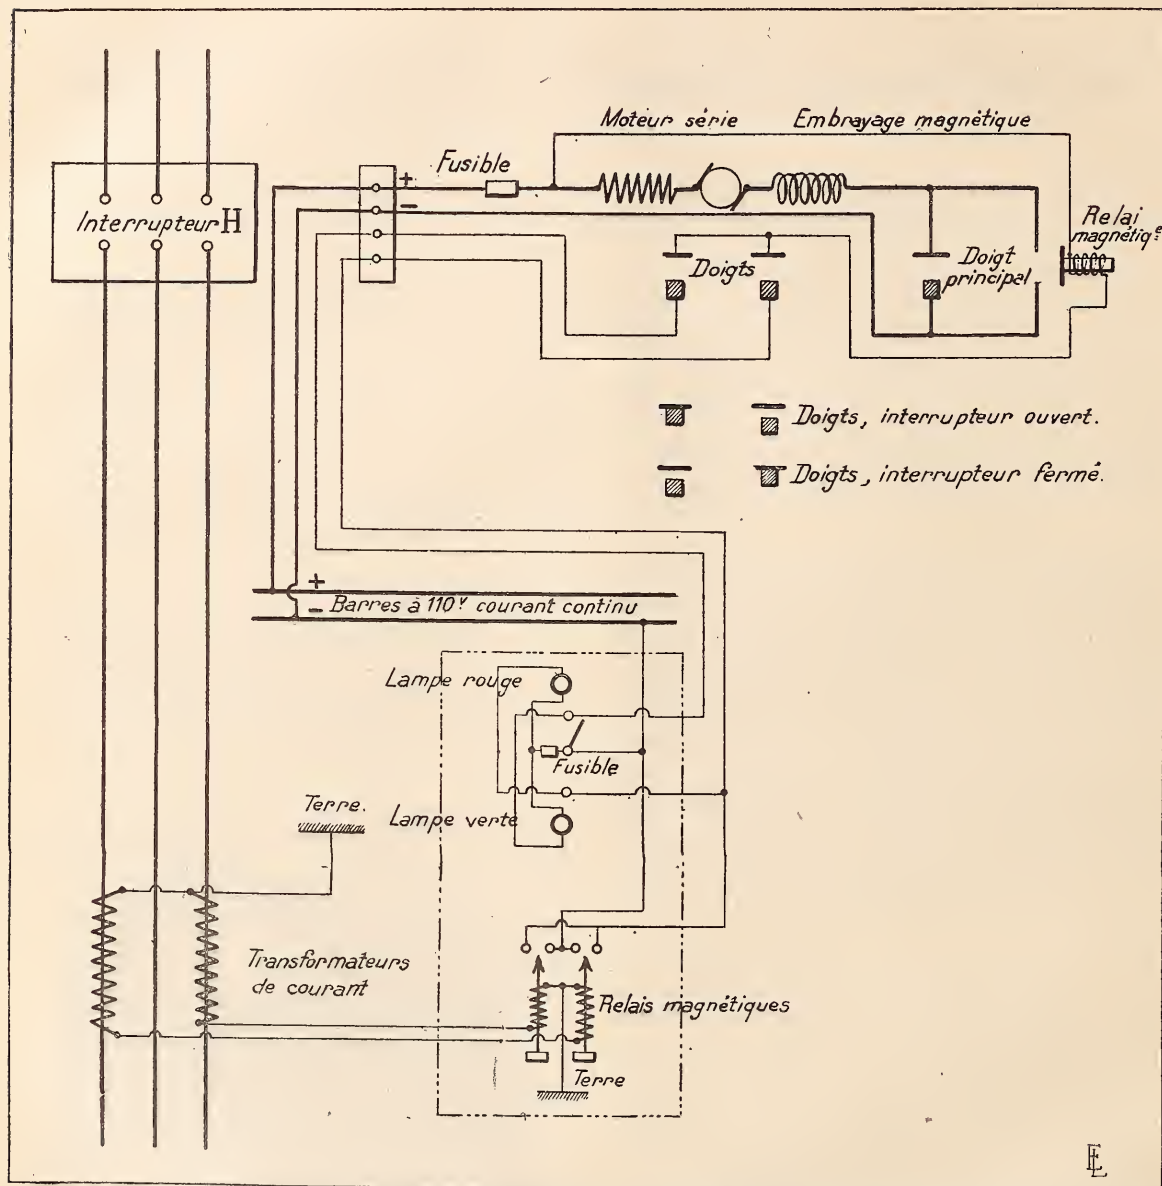 Moteur série
Embrayage magnétique
Fusible
+
-
Interrupteur H
Relai
magnétiqe
Doigts
Doigt
principal
Doigts, interrupteur ouvert.
Doigts, interrupteur fermé.
+
- Barres à 110v courant continu
Lampe rouge
Fusible
Terre.
Lampe verte
Transformateurs
de courant
Relais magnétiques
Terre
EL